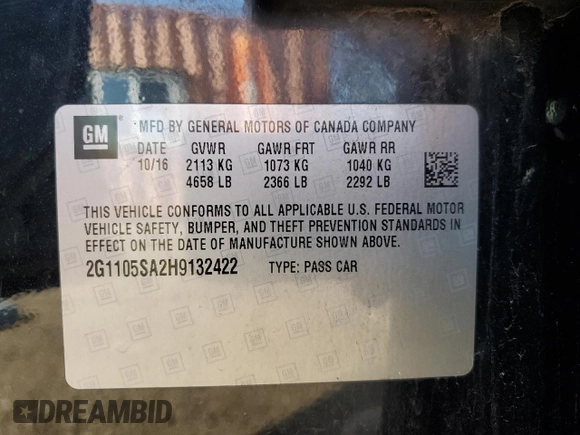 GM
MFD BY GENERAL MOTORS OF CANADA COMPANY
DATE GVWR GAWR FRT GAWR RR
10/16 2113 KG 1073 KG 1040 KG
4658 LB 2366 LB 2292 LB
THIS VEHICLE CONFORMS TO ALL APPLICABLE U.S. FEDERAL MOTOR
VEHICLE SAFETY, BUMPER, AND THEFT PREVENTION STANDARDS IN
EFFECT ON THE DATE OF MANUFACTURE SHOWN ABOVE.
2G1105SA2H9132422 TYPE: PASS CAR
DREAMBID